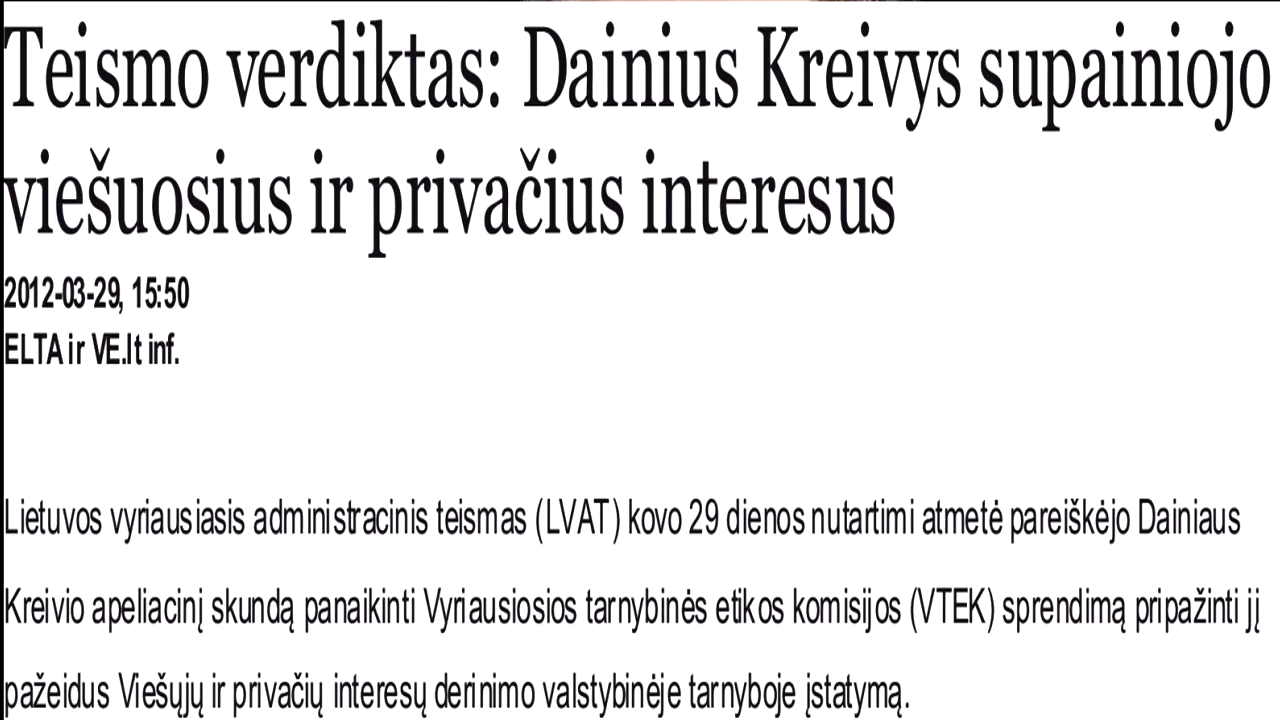 Teismo verdiktas: Dainius Kreivys supainiojo
viešuosius ir privačius interesus
2012-03-29, 15:50
ELTA ir VE.lt inf.
Lietuvos vyriausiasis administracinis teismas (LVAT) kovo 29 dienos nutartimi atmetė pareiškėjo Dainiaus
Kreivio apeliacinį skundą panaikinti Vyriausiosios tarnybinės etikos komisijos (VTEK) sprendimą pripažinti jį
pažeidus Viešųjų ir privačių interesų derinimo valstybinėje tarnyboje įstatymą.